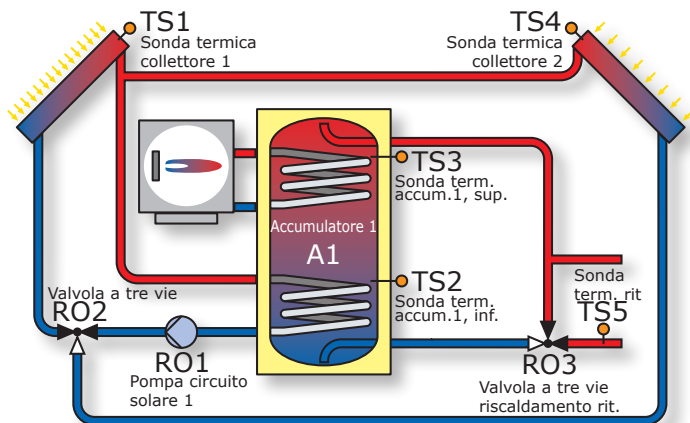 TS1
Sonda termica
collettore 1
TS4
Sonda termica
collettore 2
TS3
Sonda term.
accum.1, sup.
Accumulatore 1
A1
TS2
Sonda term.
accum.1, inf.
Valvola a tre vie
RO2
RO1
Pompa circuito
solare 1
Sonda
term. rit
TS5
RO3
Valvola a tre vie
riscaldamento rit.